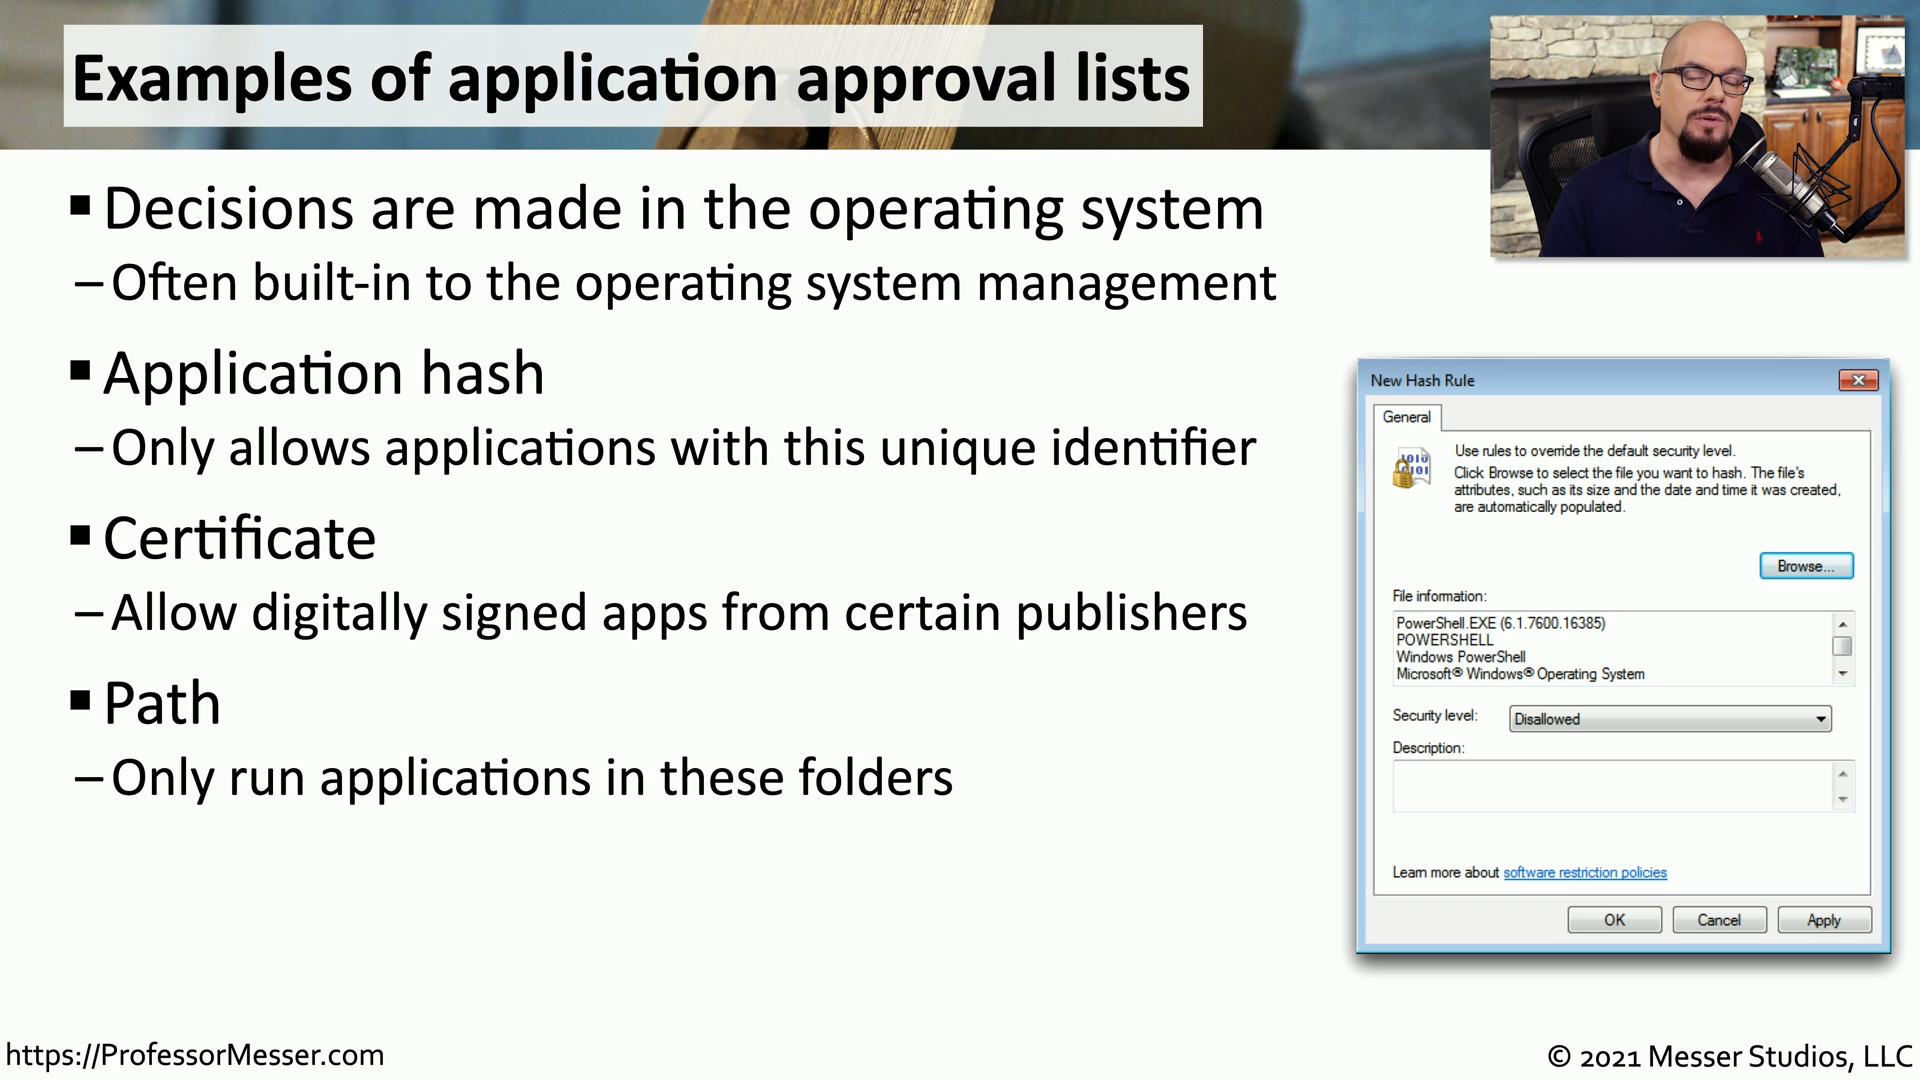 Examples of application approval lists
▪ Decisions are made in the operating system
– Often built-in to the operating system management
▪ Application hash
– Only allows applications with this unique identifier
▪ Certificate
– Allow digitally signed apps from certain publishers
▪ Path
– Only run applications in these folders
New Hash Rule
General
Use rules to override the default security level.
Click Browse to select the file you want to hash. The file's
attributes, such as its size and the date and time it was created,
are automatically populated.
Browse...
File information:
PowerShell.EXE (6.1.7600.16385)
POWERSHELL
Windows PowerShell
Microsoft® Windows® Operating System
Security level: Disallowed
Description:
Learn more about software restriction policies
OK Cancel Apply
https://ProfessorMesser.com
© 2021 Messer Studios, LLC